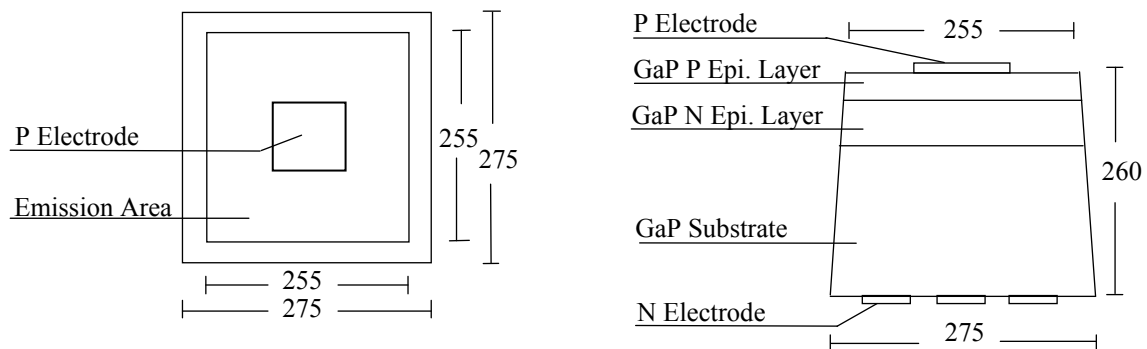 P Electrode
Emission Area
255
275
255
275
255
P Electrode
GaP P Epi. Layer
GaP N Epi. Layer
260
GaP Substrate
N Electrode
275